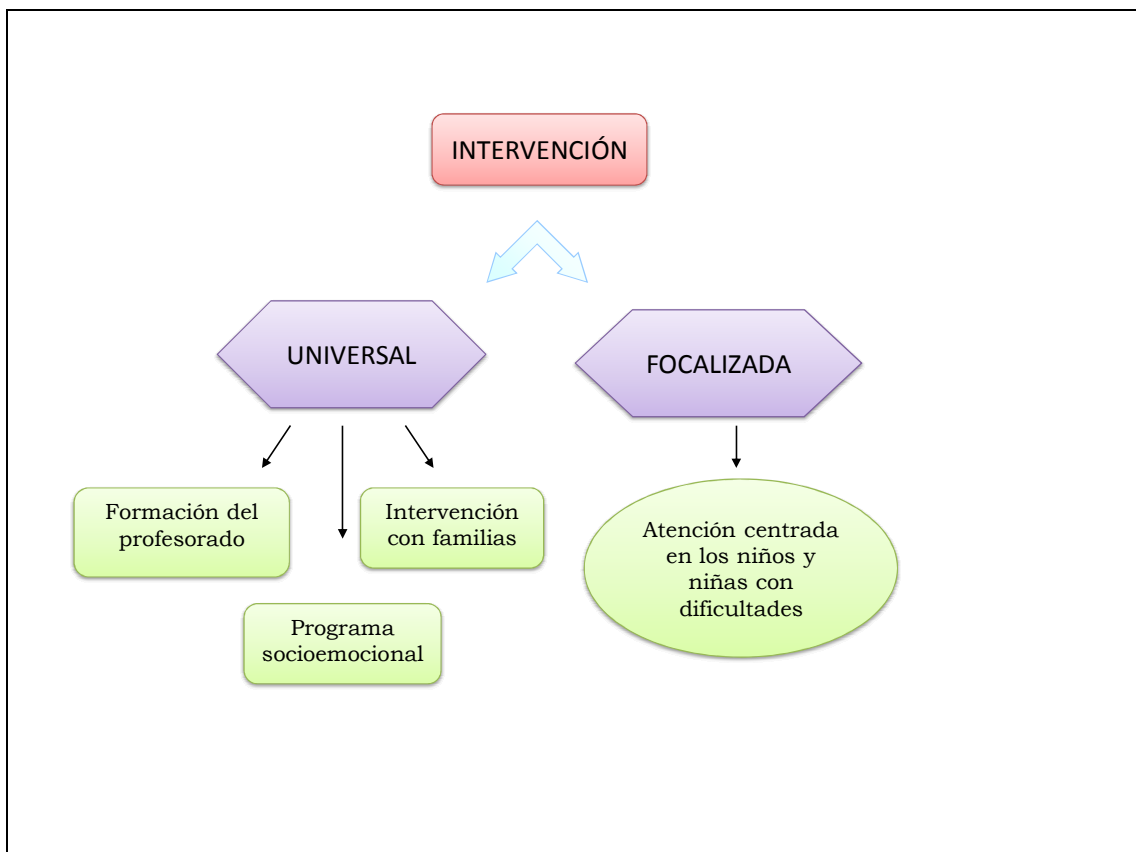 INTERVENCIÓN
UNIVERSAL
FOCALIZADA
Formación del
profesorado
Intervención
con familias
Programa
socioemocional
Atención centrada
en los niños y
niñas con
dificultades